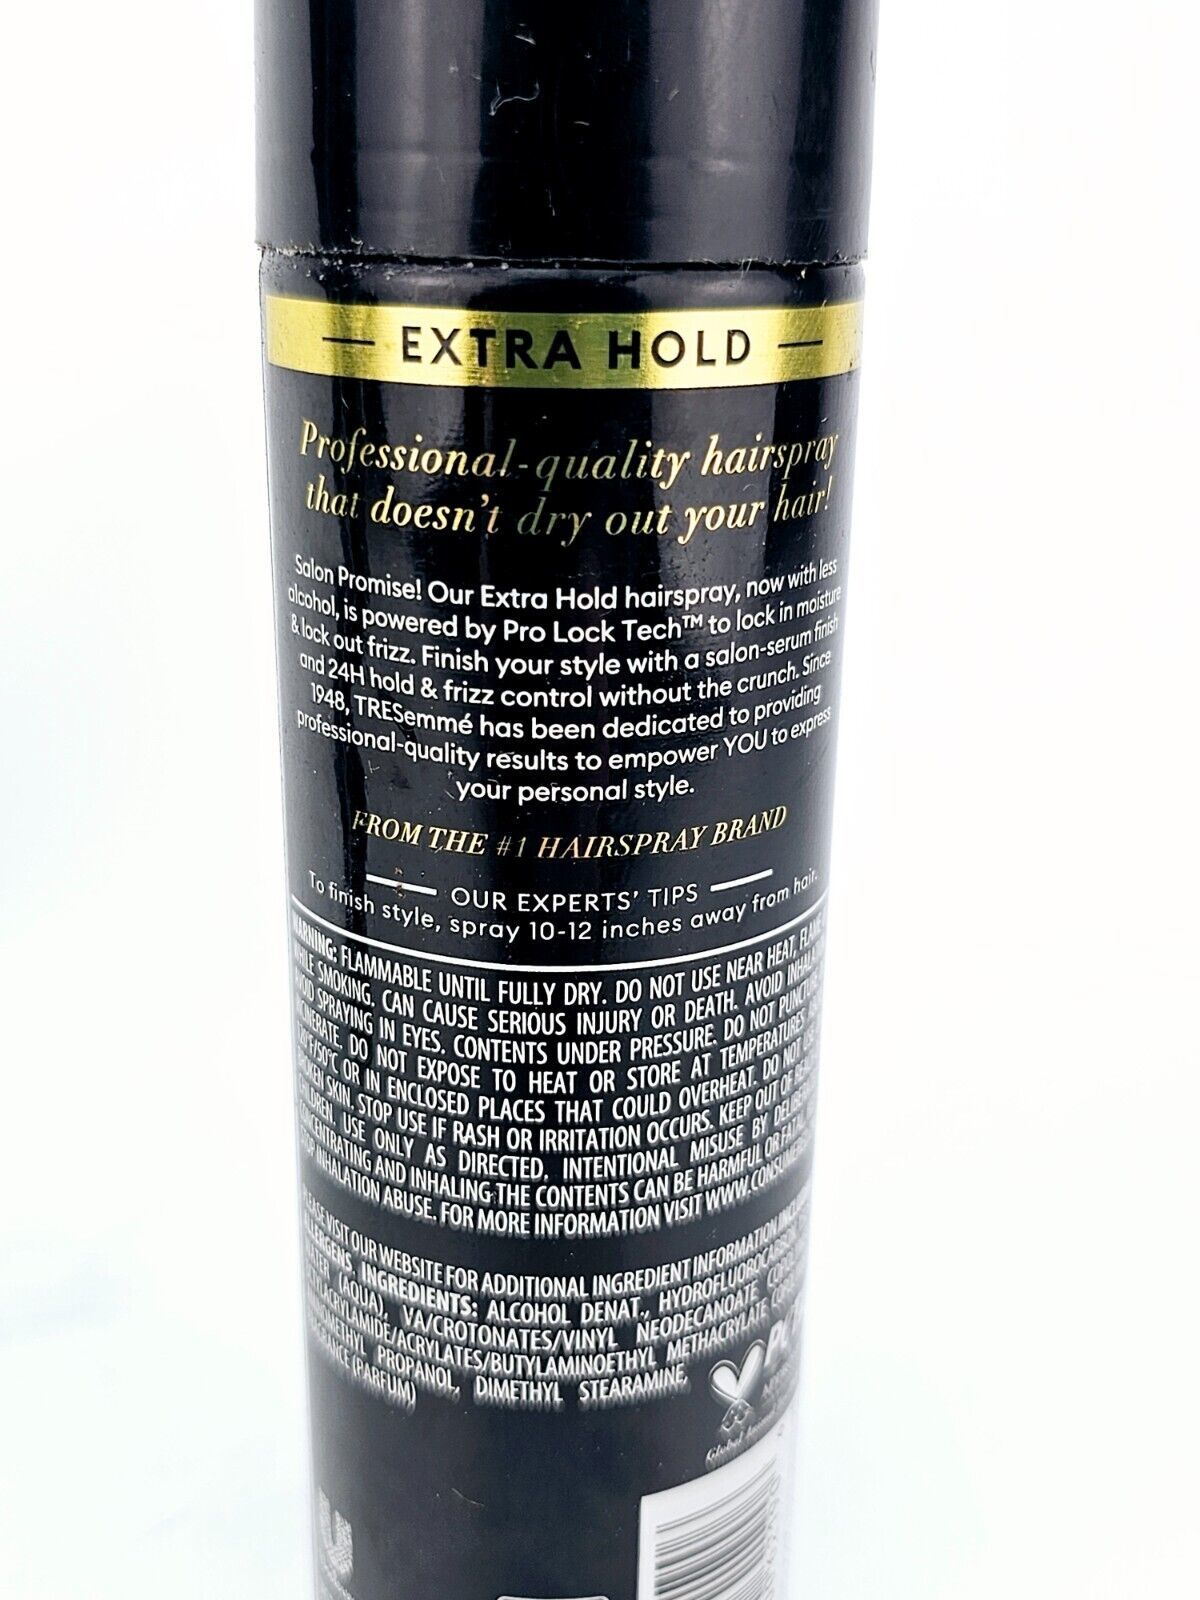 — EXTRA HOLD —
Professional-quality hairspray
that doesn't dry out your hair!
Salon Promise! Our Extra Hold hairspray, now with less
alcohol, is powered by Pro Lock Tech™ to lock in moisture
& lock out frizz. Finish your style with a salon-serum finish
and 24H hold & frizz control without the crunch. Since
1948, TRESemmé has been dedicated to providing
professional-quality results to empower YOU to express
your personal style.
FROM THE #1 HAIRSPRAY BRAND
OUR EXPERTS' TIPS
To finish style, spray 10-12 inches away from hair.
WARNING: FLAMMABLE UNTIL FULLY DRY. DO NOT USE NEAR HEAT,
WHILE SMOKING. CAN CAUSE SERIOUS INJURY OR DEATH. AVOID
AVOID SPRAYING IN EYES. CONTENTS UNDER PRESSURE. DO NOT PUNCTURE
INCINERATE. DO NOT EXPOSE TO HEAT OR STORE AT TEMPERATURES
120°F/50°C OR IN ENCLOSED PLACES THAT COULD OVERHEAT. DO NOT USE
BROKEN SKIN. STOP USE IF RASH OR IRRITATION OCCURS. KEEP OUT OF
CHILDREN. USE ONLY AS DIRECTED. INTENTIONAL MISUSE BY
CONCENTRATING AND INHALING THE CONTENTS CAN BE HARMFUL OR FATAL.
STOP INHALATION ABUSE. FOR MORE INFORMATION VISIT
PLEASE VISIT OUR WEBSITE FOR ADDITIONAL INGREDIENT INFORMATION
ALLERGENS. INGREDIENTS: ALCOHOL DENAT.,
WATER (AQUA), VA/CROTONATES/VINYL NEODECANOATE
METHACRYLATE
PROPANOL, DIMETHYL STEARAMINE,
FRAGRANCE (PARFUM)